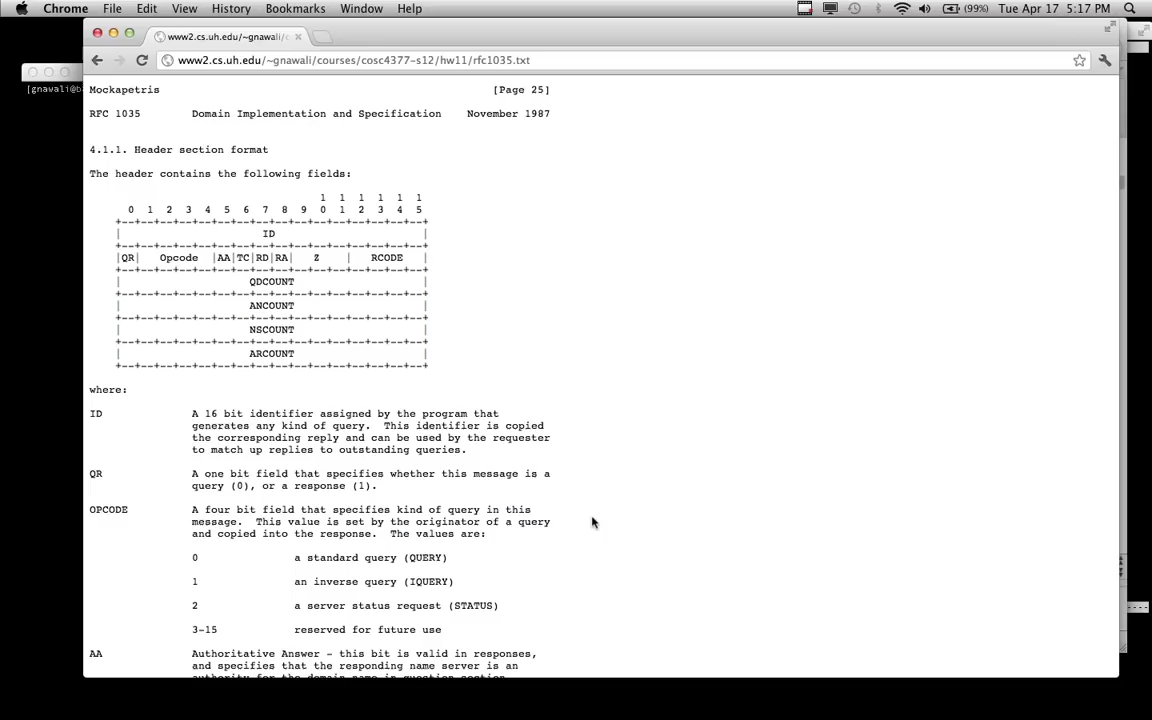 Chrome File Edit View History Bookmarks Window Help (99%) Tue Apr 17 5:17 PM
www2.cs.uh.edu/~gnawali/c
www2.cs.uh.edu/~gnawali/courses/cosc4377-s12/hw11/rfc1035.txt
[gnawali@b
Mockapetris [Page 25]
RFC 1035 Domain Implementation and Specification November 1987
4.1.1. Header section format
The header contains the following fields:
1 1 1 1 1 1
0 1 2 3 4 5 6 7 8 9 0 1 2 3 4 5
+--+--+--+--+--+--+--+--+--+--+--+--+--+--+--+--+
| ID |
+--+--+--+--+--+--+--+--+--+--+--+--+--+--+--+--+
|QR| Opcode |AA|TC|RD|RA| Z | RCODE |
+--+--+--+--+--+--+--+--+--+--+--+--+--+--+--+--+
| QDCOUNT |
+--+--+--+--+--+--+--+--+--+--+--+--+--+--+--+--+
| ANCOUNT |
+--+--+--+--+--+--+--+--+--+--+--+--+--+--+--+--+
| NSCOUNT |
+--+--+--+--+--+--+--+--+--+--+--+--+--+--+--+--+
| ARCOUNT |
+--+--+--+--+--+--+--+--+--+--+--+--+--+--+--+--+
where:
ID A 16 bit identifier assigned by the program that
generates any kind of query. This identifier is copied
the corresponding reply and can be used by the requester
to match up replies to outstanding queries.
QR A one bit field that specifies whether this message is a
query (0), or a response (1).
OPCODE A four bit field that specifies kind of query in this
message. This value is set by the originator of a query
and copied into the response. The values are:
0 a standard query (QUERY)
1 an inverse query (IQUERY)
2 a server status request (STATUS)
3-15 reserved for future use
AA Authoritative Answer - this bit is valid in responses,
and specifies that the responding name server is an
authority for the domain name in question section.